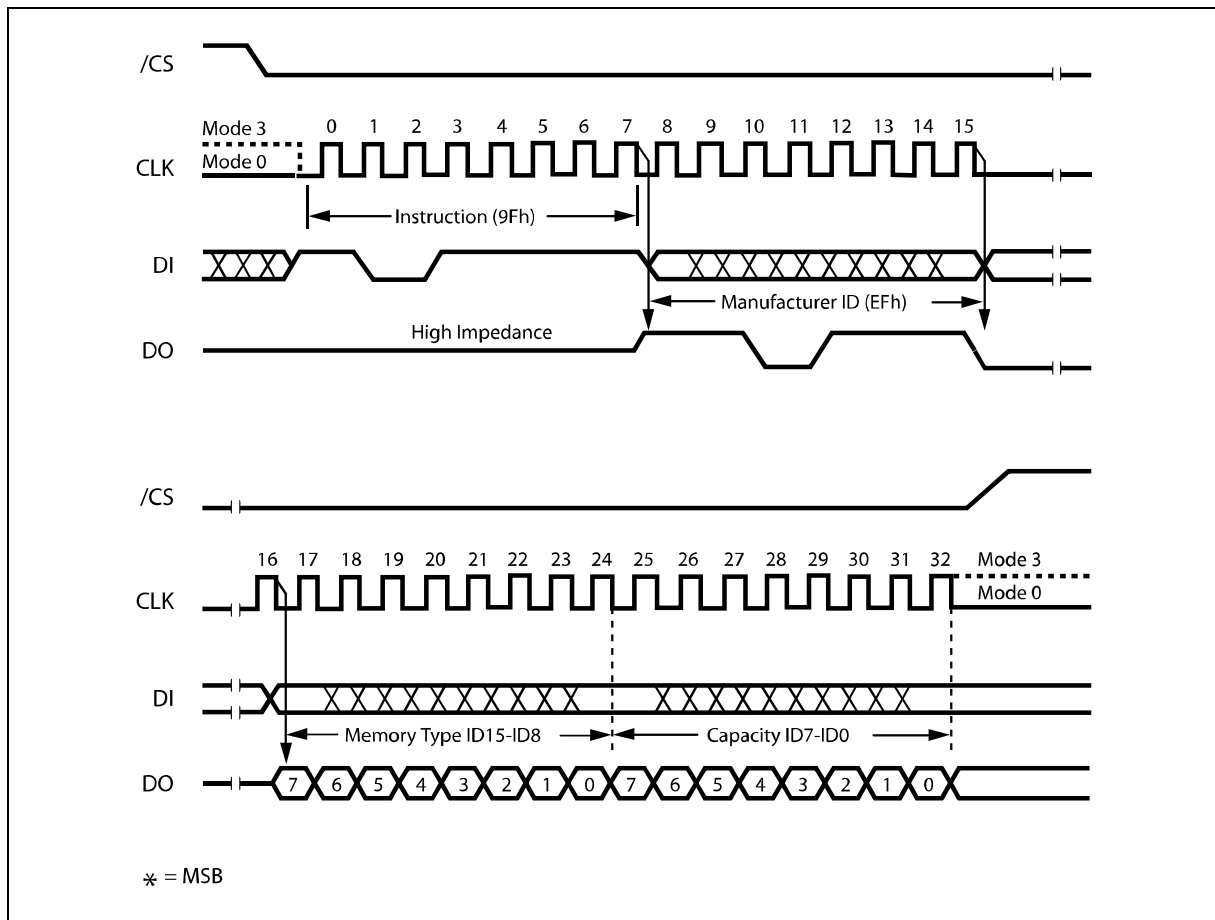 /CS
Mode 3
0 1 2 3 4 5 6 7 8 9 10 11 12 13 14 15
Mode 0
CLK
Instruction (9Fh)
DI
Manufacturer ID (EFh)
High Impedance
DO
/CS
16 17 18 19 20 21 22 23 24 25 26 27 28 29 30 31 32
Mode 3
Mode 0
CLK
DI
Memory Type ID15-ID8
Capacity ID7-ID0
DO
7 6 5 4 3 2 1 0 7 6 5 4 3 2 1 0
* = MSB